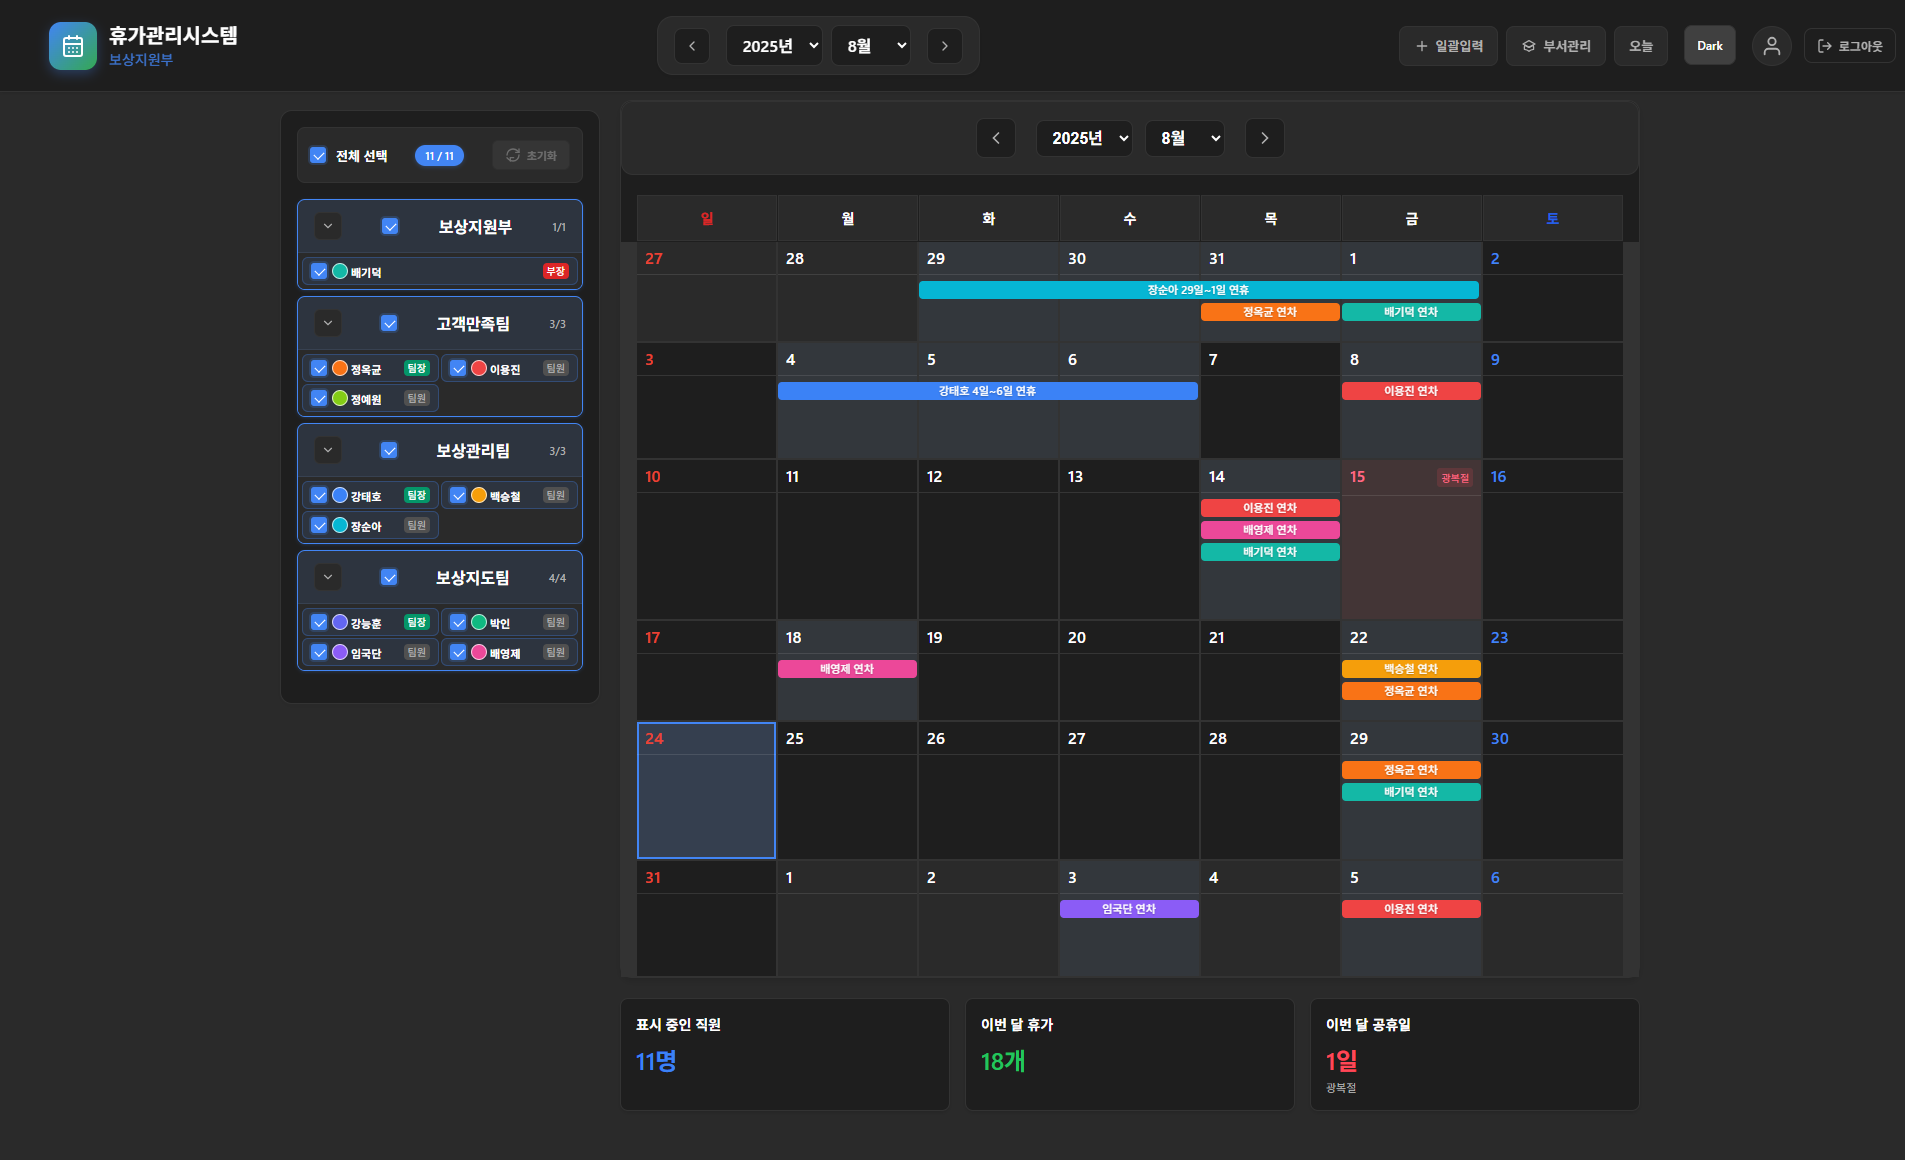 휴가관리시스템
보상지원부
2025년
8월
일괄입력
부서관리
오늘
Dark
로그아웃
전체 선택
11 / 11
초기화
보상지원부
1/1
배기덕
부장
고객만족팀
3/3
정옥균
팀장
이용진
팀원
정예원
팀원
보상관리팀
3/3
강태호
팀장
백승철
팀원
장순아
팀원
보상지도팀
4/4
강능훈
팀장
박인
팀원
임국단
팀원
배영제
팀원
2025년
8월
일 월 화 수 목 금 토
27 28 29 30 31 1 2
장순아 29일~1일 연휴
정옥균 연차
배기덕 연차
3 4 5 6 7 8 9
강태호 4일~6일 연휴
이용진 연차
10 11 12 13 14 15 광복절 16
이용진 연차
배영제 연차
배기덕 연차
17 18 19 20 21 22 23
배영제 연차
백승철 연차
정옥균 연차
24 25 26 27 28 29 30
정옥균 연차
배기덕 연차
31 1 2 3 4 5 6
임국단 연차
이용진 연차
표시 중인 직원
11명
이번 달 휴가
18개
이번 달 공휴일
1일
광복절